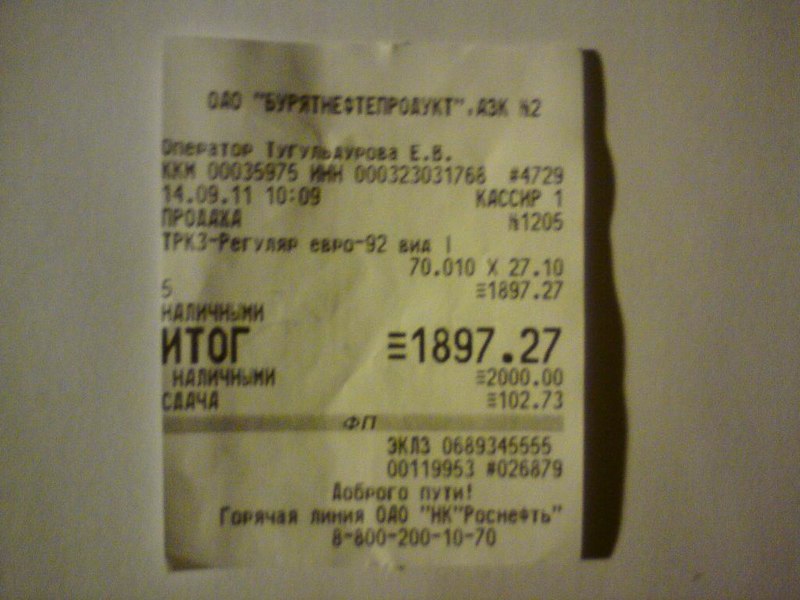 ОАО "БУРЯТНЕФТЕПРОДУКТ",АЗК №2
Оператор Тугульдурова Е.В.
ККМ 00035975 ИНН 000323031768 #4729
14.09.11 10:09 КАССИР 1
ПРОДАЖА №1205
ТРК3-Регуляр евро-92 вид |
70.010 X 27.10
5 ≡1897.27
НАЛИЧНЫМИ
ИТОГ ≡1897.27
НАЛИЧНЫМИ ≡2000.00
СДАЧА ≡102.73
ФП
ЭКЛЗ 0689345555
00119953 #026879
Доброго пути!
Горячая линия ОАО "НК"Роснефть"
8-800-200-10-70